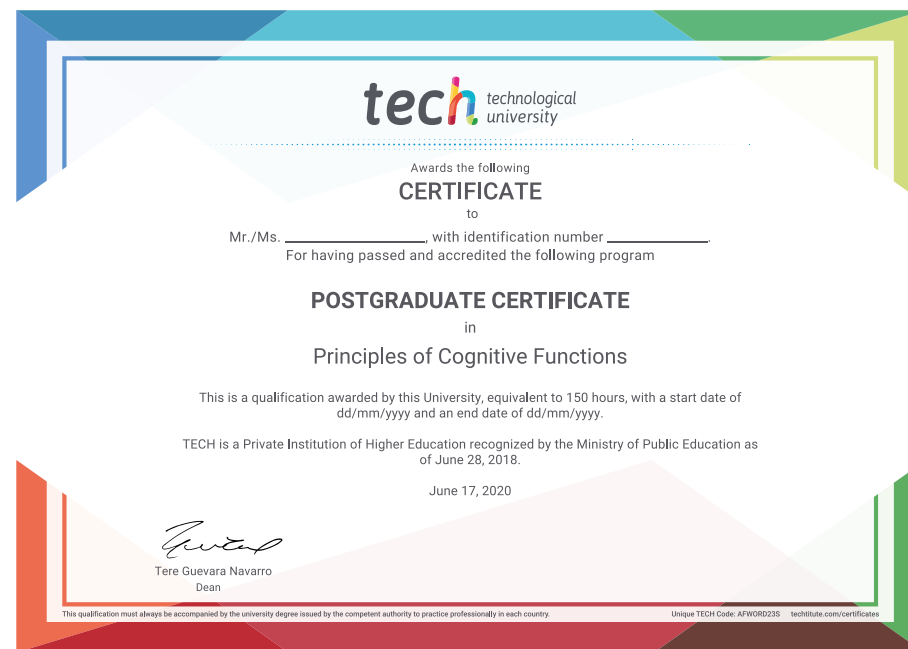 tech technological
university
Awards the following
CERTIFICATE
to
Mr./Ms. ____________________, with identification number __________________.
For having passed and accredited the following program
POSTGRADUATE CERTIFICATE
in
Principles of Cognitive Functions
This is a qualification awarded by this University, equivalent to 150 hours, with a start date of
dd/mm/yyyy and an end date of dd/mm/yyyy.
TECH is a Private Institution of Higher Education recognized by the Ministry of Public Education as
of June 28, 2018.
June 17, 2020
Tere Guevara Navarro
Dean
This qualification must always be accompanied by the university degree issued by the competent authority to practice professionally in each country.
Unique TECH Code: AFWORD23S techtitute.com/certificates